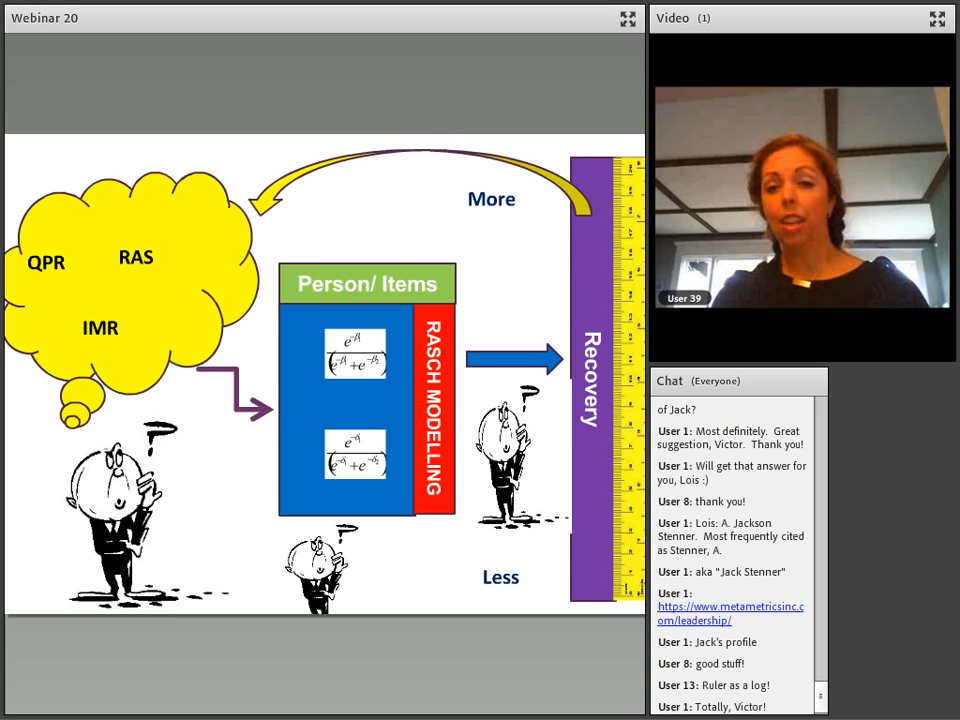 Webinar 20
More
QPR
RAS
IMR
Person/ Items
RASCH MODELLING
Recovery
Less
Video (1)
User 39
Chat (Everyone)
of Jack?
User 1: Most definitely. Great
suggestion, Victor. Thank you!
User 1: Will get that answer for
you, Lois :)
User 8: thank you!
User 1: Lois: A. Jackson
Stenner. Most frequently cited
as Stenner, A.
User 1: aka "Jack Stenner"
User 1:
https://www.metametricsinc.c
om/leadership/
User 1: Jack's profile
User 8: good stuff!
User 13: Ruler as a log!
User 1: Totally, Victor!